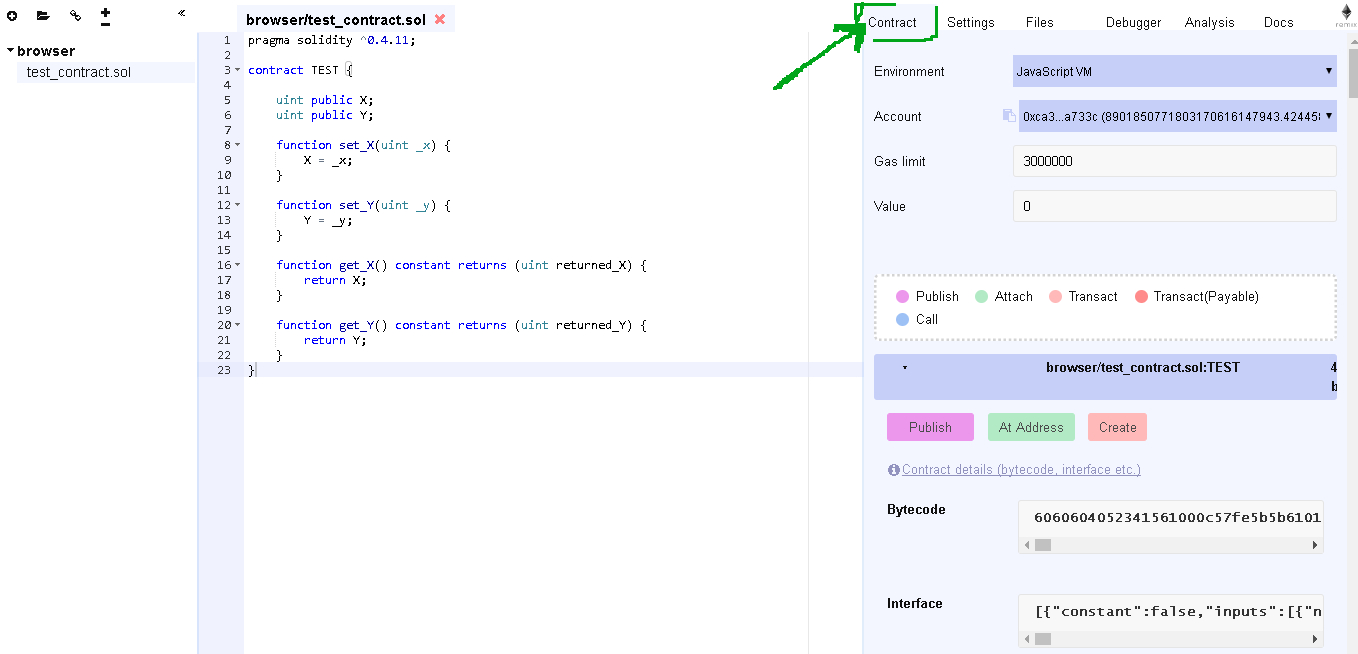 «
browser/test_contract.sol
Contract
Settings
Files
Debugger
Analysis
Docs
remix
browser
test_contract.sol
1 pragma solidity ^0.4.11;
2
3 contract TEST {
4
5 uint public X;
6 uint public Y;
7
8 function set_X(uint _x) {
9 X = _x;
10 }
11
12 function set_Y(uint _y) {
13 Y = _y;
14 }
15
16 function get_X() constant returns (uint returned_X) {
17 return X;
18 }
19
20 function get_Y() constant returns (uint returned_Y) {
21 return Y;
22 }
23 }
Environment JavaScript VM
Account 0xca3...a733c (8901850771803170616147943.42445
Gas limit 3000000
Value 0
Publish Attach Transact Transact(Payable)
Call
browser/test_contract.sol:TEST 4
b
Publish At Address Create
Contract details (bytecode, interface etc.)
Bytecode 6060604052341561000c57fe5b5b6101
Interface [{"constant":false,"inputs":[{"n